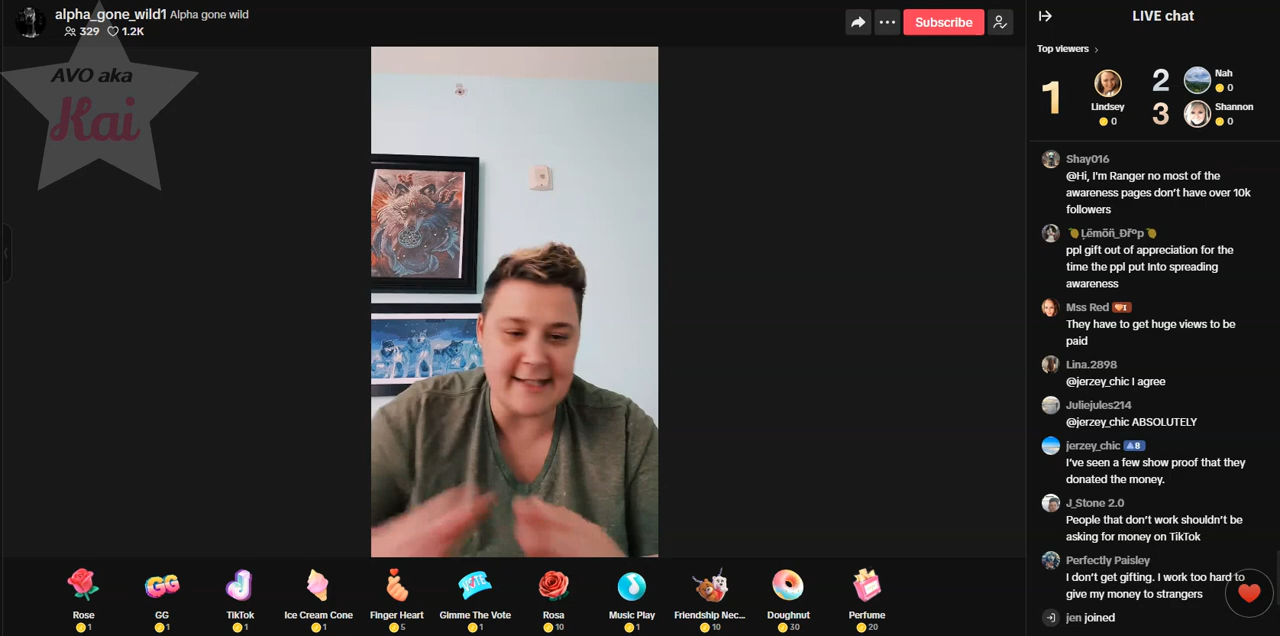 alpha_gone_wild1 Alpha gone wild
329 1.2K
Subscribe
AVO aka
Kai
LIVE chat
Top viewers
1
Lindsey
0
2
Nah
0
3
Shannon
0
Shay016
@Hi, I'm Ranger no most of the
awareness pages don't have over 10k
followers
ppl gift out of appreciation for the
time the ppl put Into spreading
awareness
Mss Red I
They have to get huge views to be
paid
Lina.2898
@jerzey_chic I agree
Juliejules214
@jerzey_chic ABSOLUTELY
jerzey_chic 8
I've seen a few show proof that they
donated the money.
J_Stone 2.0
People that don't work shouldn't be
asking for money on TikTok
Perfectly Paisley
I don't get gifting. I work too hard to
give my money to strangers
jen joined
GG
VOTE
Rose
GG
TikTok
Ice Cream Cone
Finger Heart
Gimme The Vote
Rosa
Music Play
Friendship Nec...
Doughnut
Perfume
1
1
1
1
5
1
10
1
10
30
20